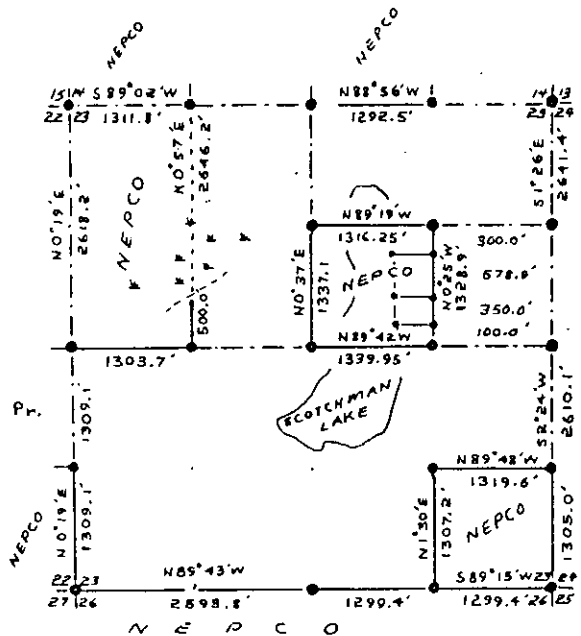 NEPCO
NEPCO
15 14
S 89°02'W
N88°56'W
14 13
22 23
1311.8'
1292.5'
23 24
N0°19'E
2618.2'
NEPCO
N0°57'E
2646.2'
S1°26'E
2641.4'
N89°19'W
1316.25'
300.0'
N0°37'E
1337.1
NEPCO
N0°25'W
1328.9'
578.9'
350.0'
500.0'
N89°42W
100.0'
1303.7'
1339.95'
Pr.
1309.1
SCOTCHMAN
LAKE
S2°24'W
2610.1'
N89°48'W
1319.6'
NEPCO
N0°19'E
1309.1'
N1°30'E
1307.2'
NEPCO
1305.0'
22 23
N89°43'W
S89°15'W
23 24
27 26
2598.8'
1299.4'
1299.4'
26 25
NEPCO